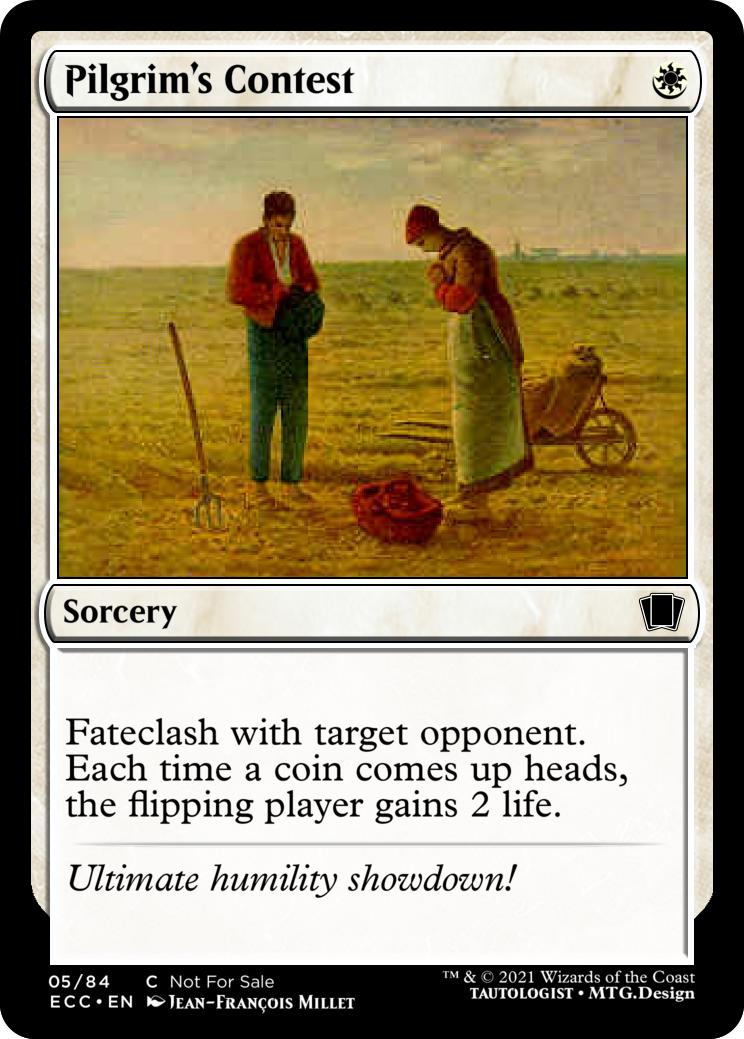 Pilgrim's Contest
Sorcery
Fateclash with target opponent.
Each time a coin comes up heads,
the flipping player gains 2 life.
Ultimate humility showdown!
05/84 C Not For Sale
ECC • EN Jean-François Millet
™ & © 2021 Wizards of the Coast
TAUTOLOGIST • MTG.Design